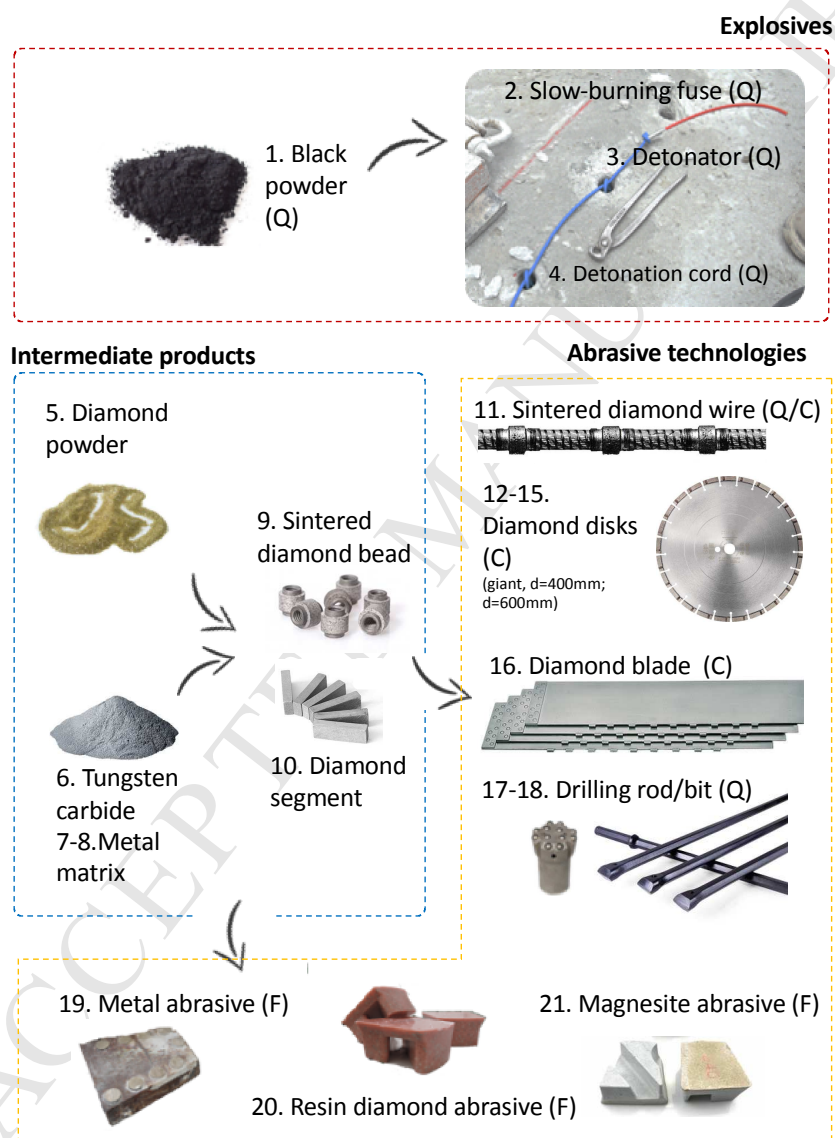 Explosives
1. Black
powder
(Q)
2. Slow-burning fuse (Q)
3. Detonator (Q)
4. Detonation cord (Q)
Intermediate products
Abrasive technologies
5. Diamond
powder
9. Sintered
diamond bead
6. Tungsten
carbide
7-8.Metal
matrix
10. Diamond
segment
11. Sintered diamond wire (Q/C)
12-15.
Diamond disks
(C)
(giant, d=400mm;
d=600mm)
16. Diamond blade (C)
17-18. Drilling rod/bit (Q)
19. Metal abrasive (F)
20. Resin diamond abrasive (F)
21. Magnesite abrasive (F)
ACCEPTED MANU